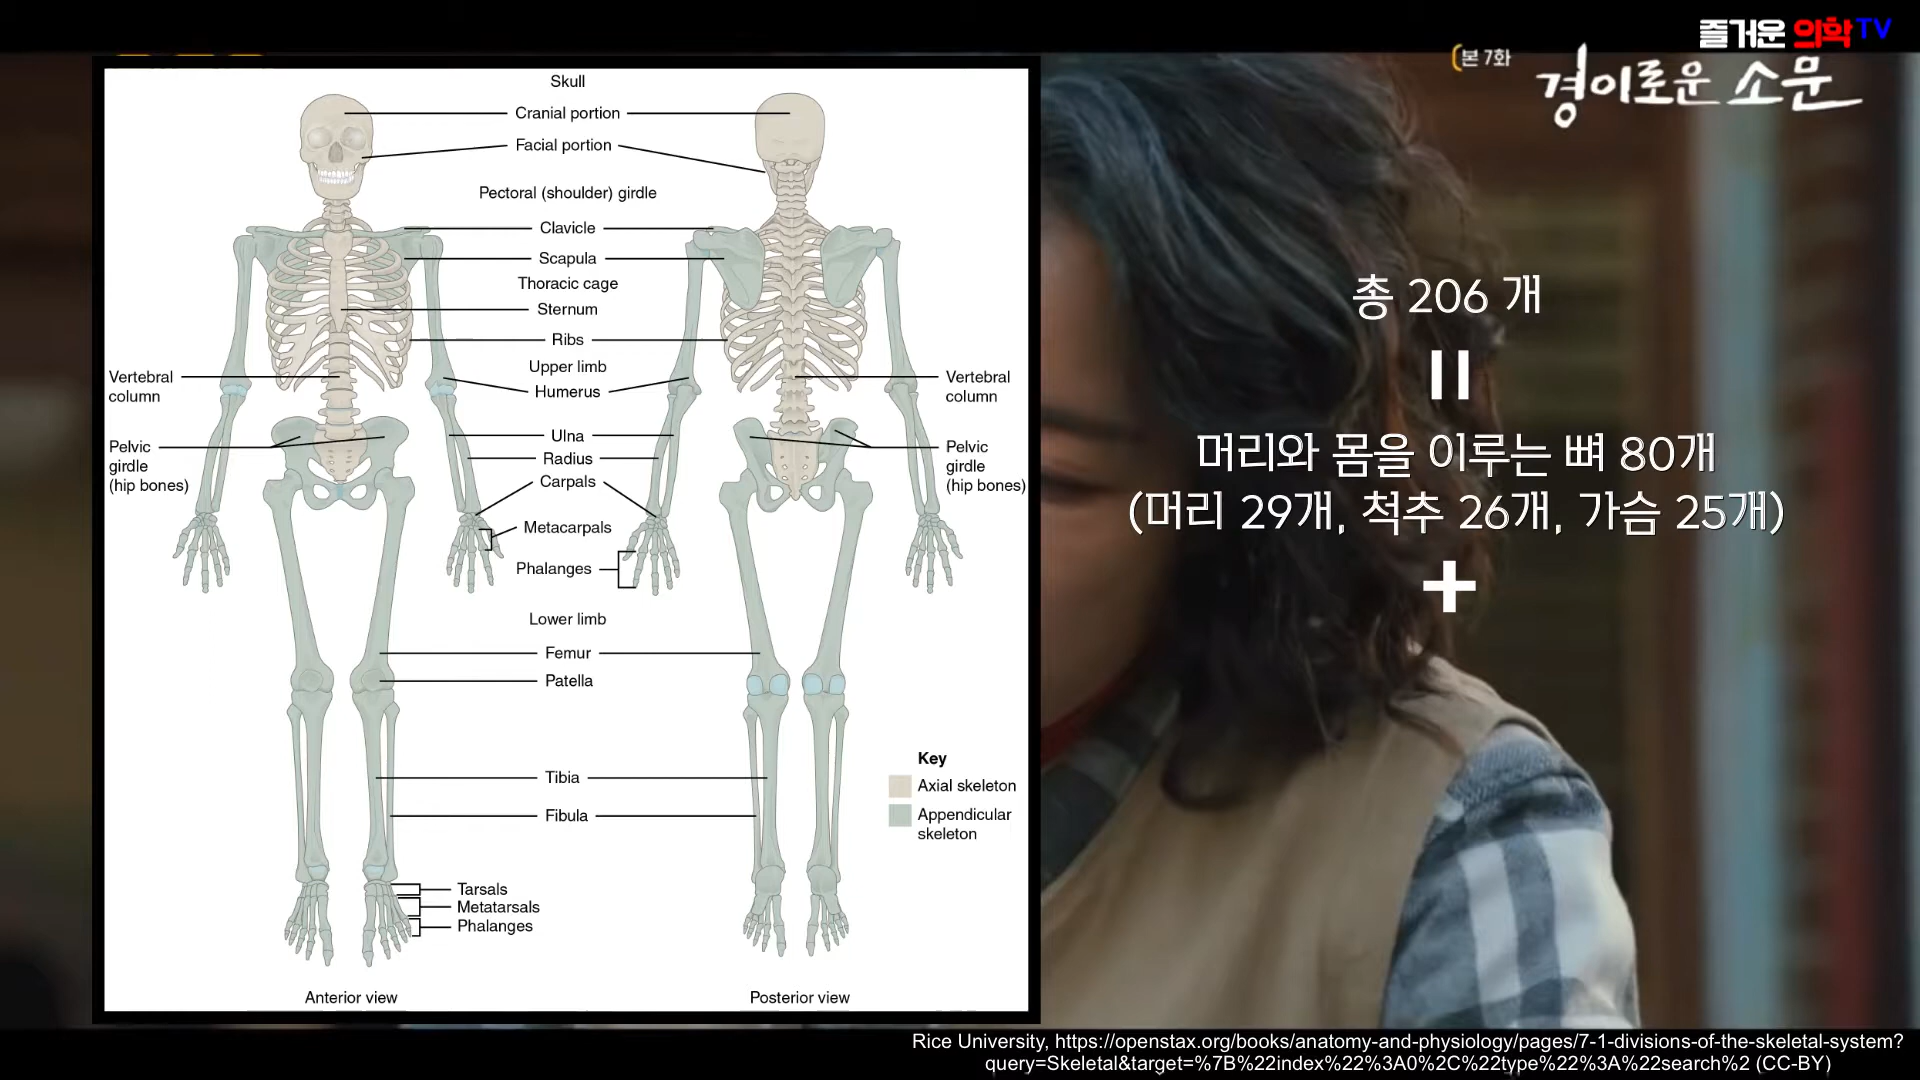 즐거운 의학TV
본 7화
경이로운 소문
Skull
Cranial portion
Facial portion
Pectoral (shoulder) girdle
Clavicle
Scapula
Thoracic cage
Sternum
Ribs
Upper limb
Humerus
Vertebral
column
Vertebral
column
Ulna
Radius
Carpals
Pelvic
girdle
(hip bones)
Pelvic
girdle
(hip bones)
Metacarpals
Phalanges
Lower limb
Femur
Patella
Tibia
Fibula
Key
Axial skeleton
Appendicular
skeleton
Tarsals
Metatarsals
Phalanges
Anterior view
Posterior view
총 206 개
=
머리와 몸을 이루는 뼈 80개
(머리 29개, 척추 26개, 가슴 25개)
+
Rice University, https://openstax.org/books/anatomy-and-physiology/pages/7-1-divisions-of-the-skeletal-system?
query=Skeletal&target=%7B%22index%22%3A0%2C%22type%22%3A%22search%2 (CC-BY)